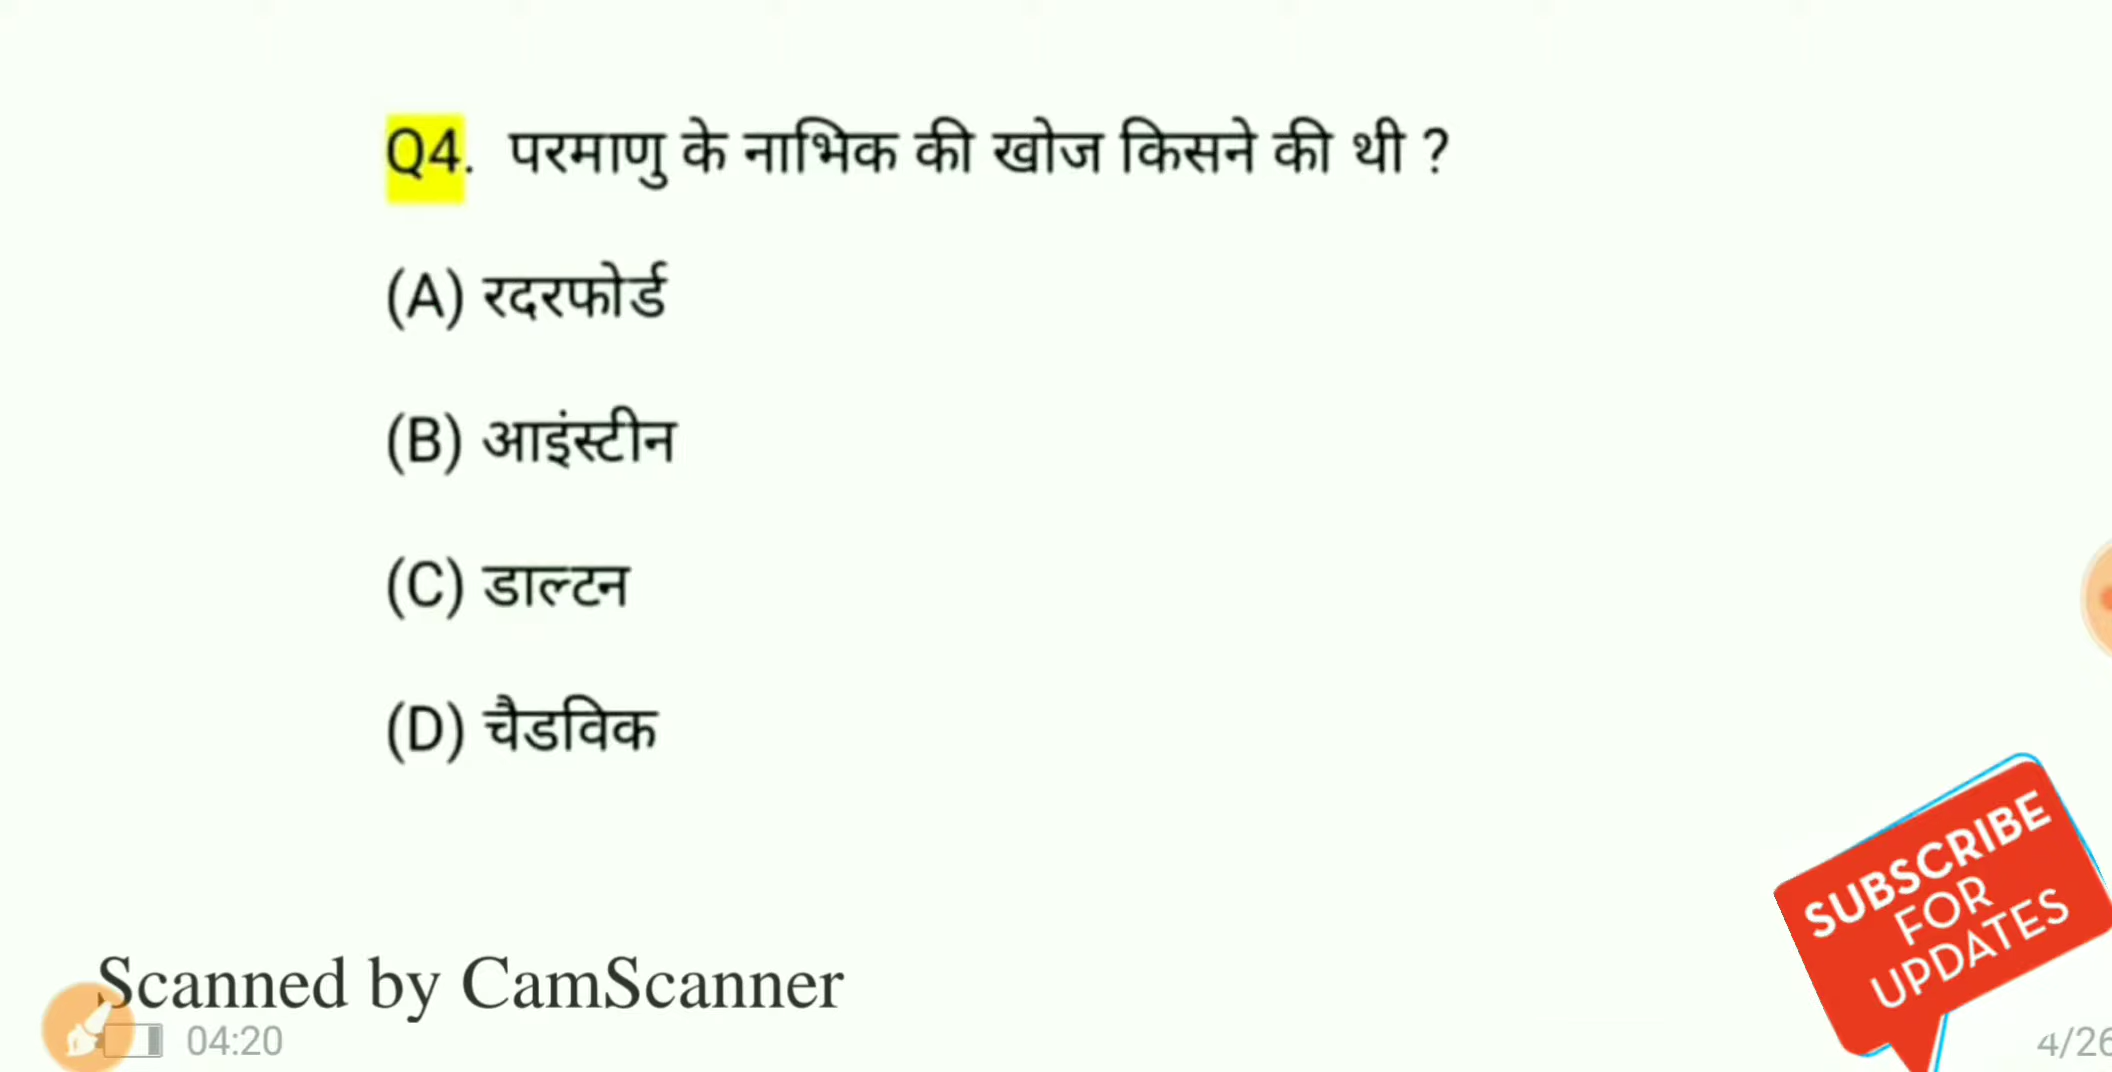 Q4. परमाणु के नाभिक की खोज किसने की थी ?
(A) रदरफोर्ड
(B) आइंस्टीन
(C) डाल्टन
(D) चैडविक
SUBSCRIBE
FOR
UPDATES
Scanned by CamScanner
04:20
4/26